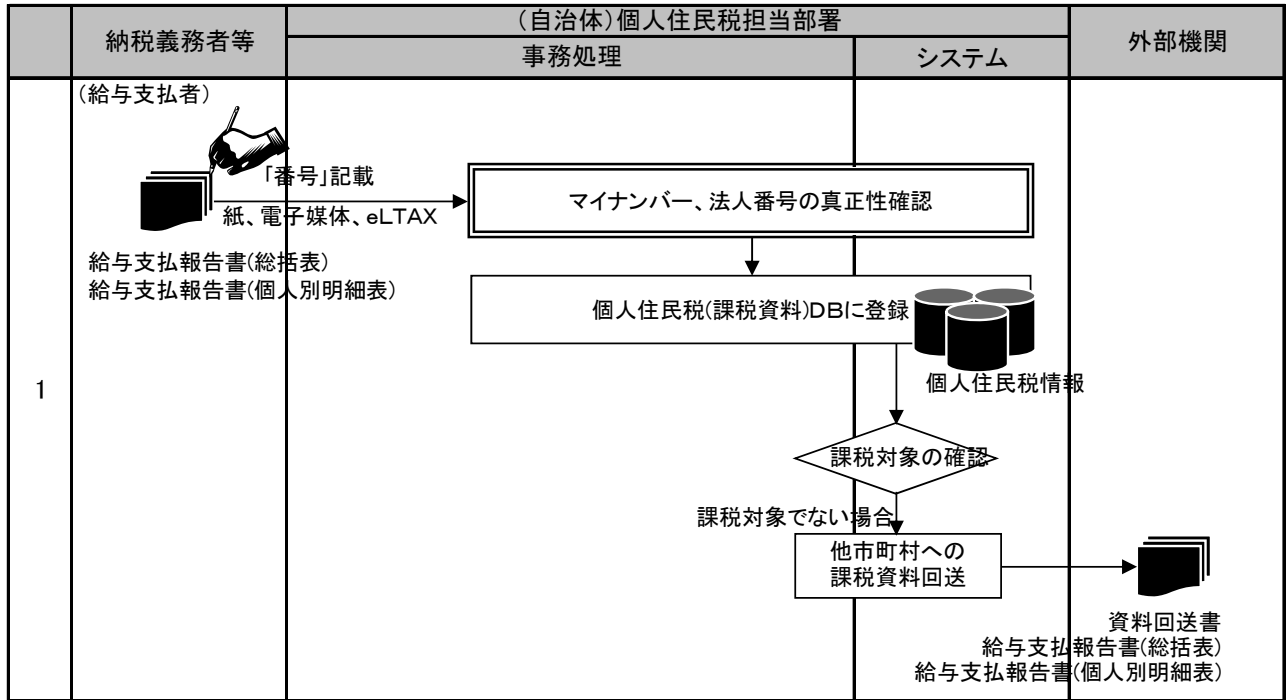 納税義務者等
（自治体）個人住民税担当部署
事務処理
システム
外部機関
1
(給与支払者)
「番号」記載
紙、電子媒体、eLTAX
給与支払報告書(総括表)
給与支払報告書(個人別明細表)
マイナンバー、法人番号の真正性確認
個人住民税(課税資料)DBに登録
個人住民税情報
課税対象の確認
課税対象でない場合
他市町村への
課税資料回送
資料回送書
給与支払報告書(総括表)
給与支払報告書(個人別明細表)